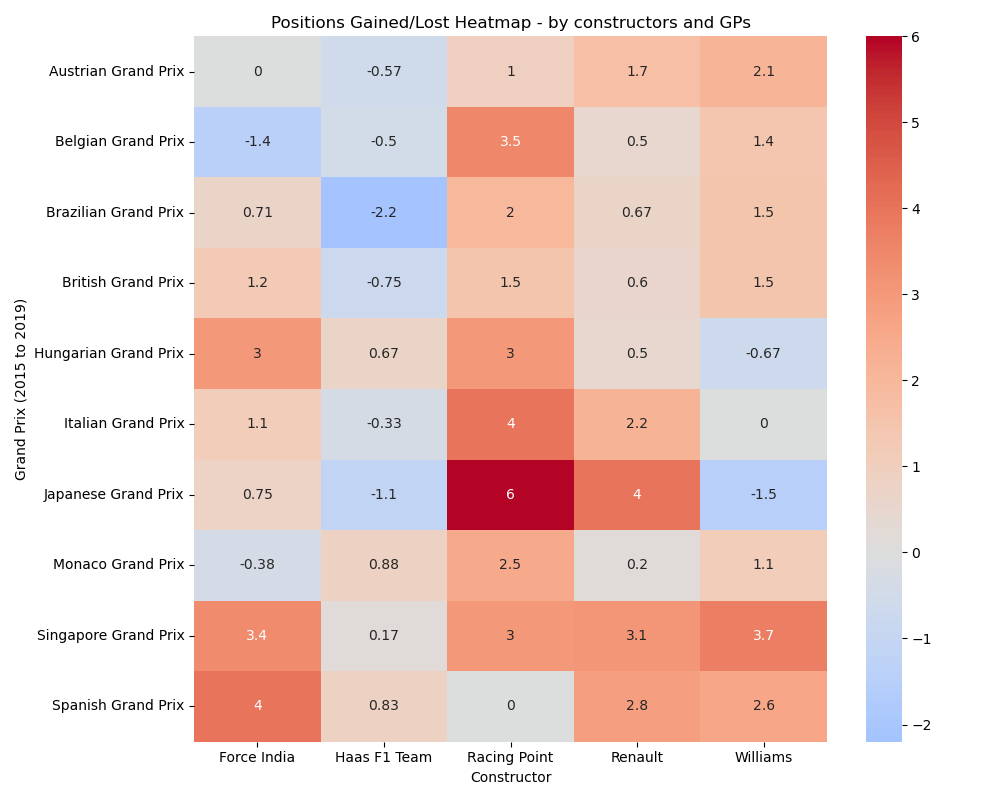 Positions Gained/Lost Heatmap - by constructors and GPs
Grand Prix (2015 to 2019)
Austrian Grand Prix 0 -0.57 1 1.7 2.1
Belgian Grand Prix -1.4 -0.5 3.5 0.5 1.4
Brazilian Grand Prix 0.71 -2.2 2 0.67 1.5
British Grand Prix 1.2 -0.75 1.5 0.6 1.5
Hungarian Grand Prix 3 0.67 3 0.5 -0.67
Italian Grand Prix 1.1 -0.33 4 2.2 0
Japanese Grand Prix 0.75 -1.1 6 4 -1.5
Monaco Grand Prix -0.38 0.88 2.5 0.2 1.1
Singapore Grand Prix 3.4 0.17 3 3.1 3.7
Spanish Grand Prix 4 0.83 0 2.8 2.6
Force India Haas F1 Team Racing Point Renault Williams
Constructor
6
5
4
3
2
1
0
−1
−2